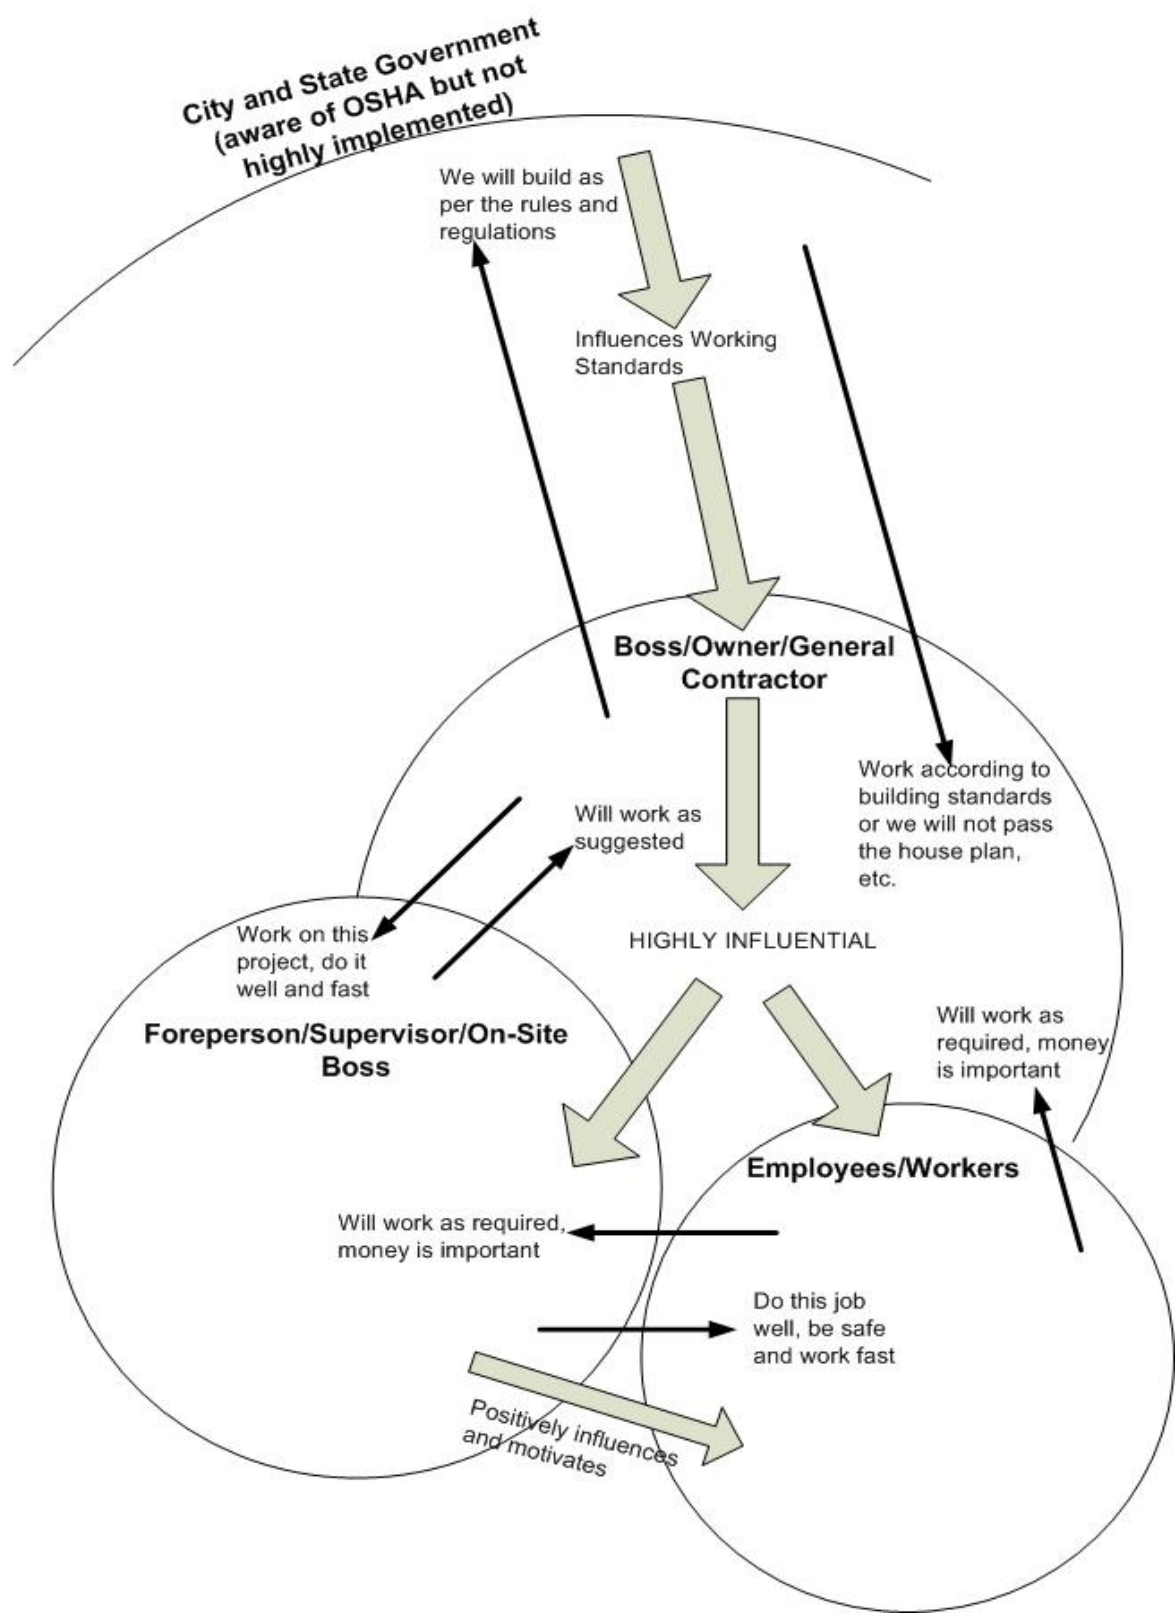 City and State Government
(aware of OSHA but not
highly implemented)
We will build as
per the rules and
regulations
Influences Working
Standards
Boss/Owner/General
Contractor
Work according to
building standards
or we will not pass
the house plan,
etc.
Will work as
suggested
Work on this
project, do it
well and fast
HIGHLY INFLUENTIAL
Foreperson/Supervisor/On-Site
Boss
Will work as
required, money
is important
Employees/Workers
Will work as required,
money is important
Do this job
well, be safe
and work fast
Positively influences
and motivates